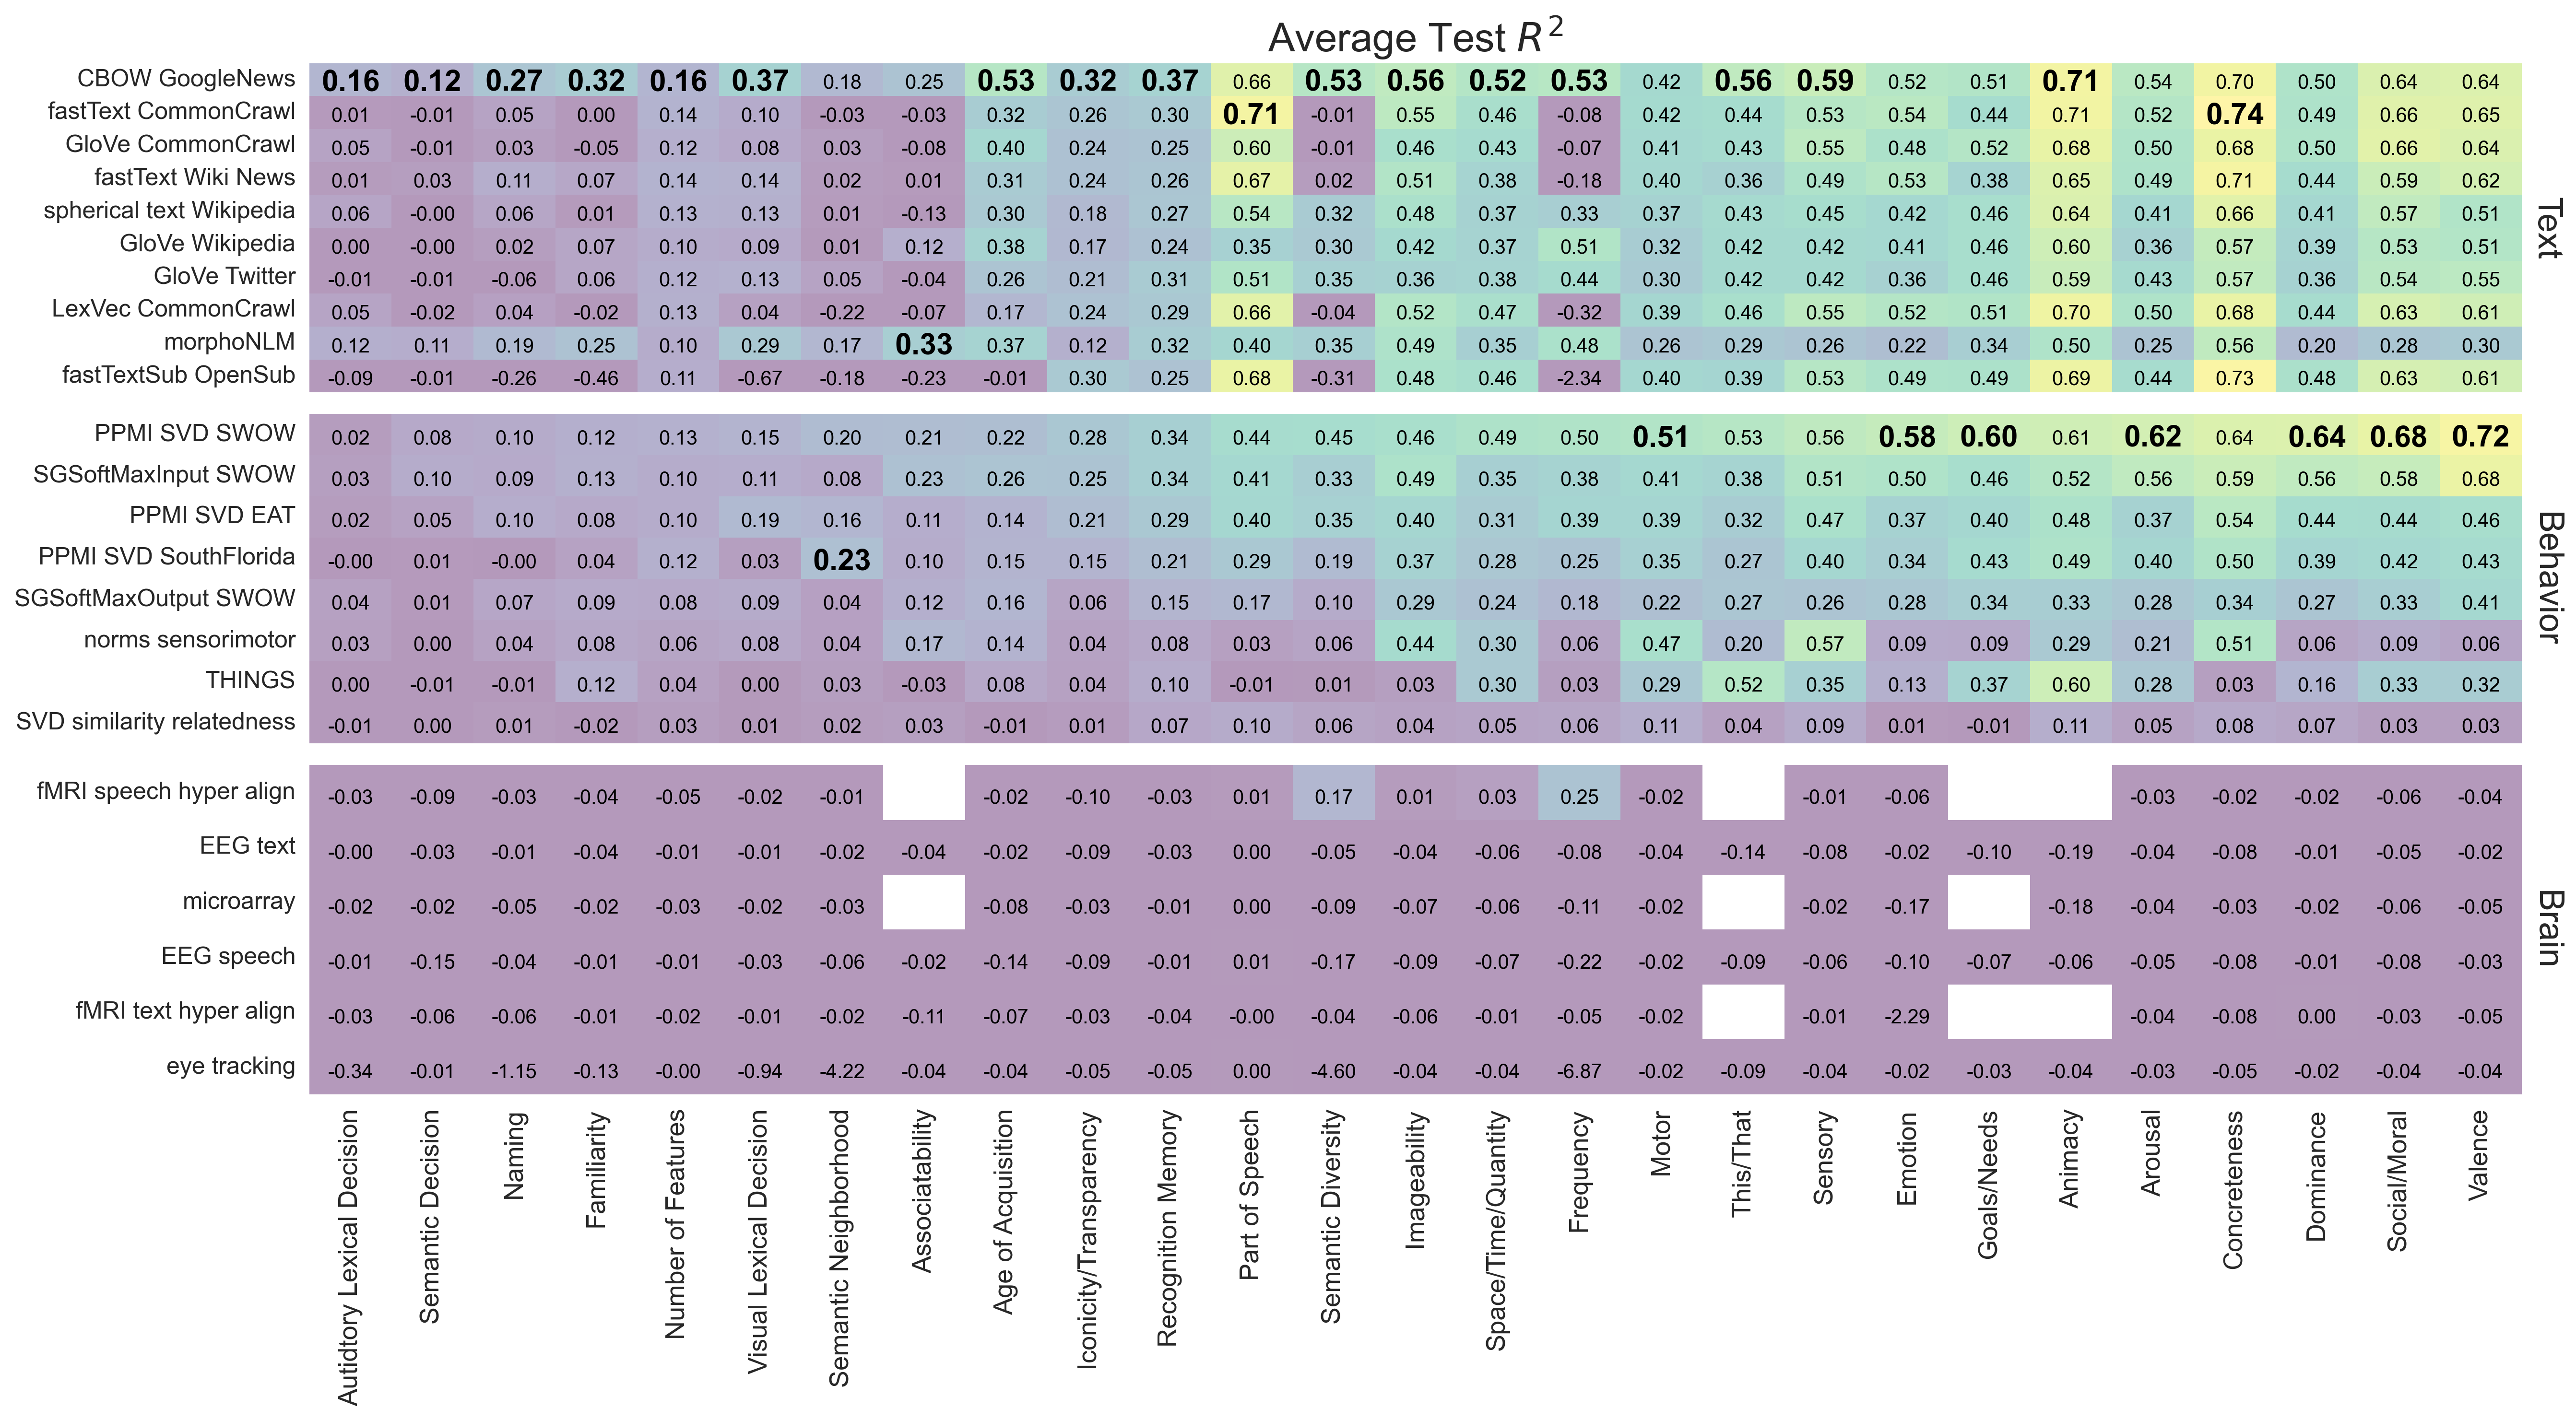 Average Test R²
CBOW GoogleNews 0.16 0.12 0.27 0.32 0.16 0.37 0.18 0.25 0.53 0.32 0.37 0.66 0.53 0.56 0.52 0.53 0.42 0.56 0.59 0.52 0.51 0.71 0.54 0.70 0.50 0.64 0.64
fastText CommonCrawl 0.01 -0.01 0.05 0.00 0.14 0.10 -0.03 -0.03 0.32 0.26 0.30 0.71 -0.01 0.55 0.46 -0.08 0.42 0.44 0.53 0.54 0.44 0.71 0.52 0.74 0.49 0.66 0.65
GloVe CommonCrawl 0.05 -0.01 0.03 -0.05 0.12 0.08 0.03 -0.08 0.40 0.24 0.25 0.60 -0.01 0.46 0.43 -0.07 0.41 0.43 0.55 0.48 0.52 0.68 0.50 0.68 0.50 0.66 0.64
fastText Wiki News 0.01 0.03 0.11 0.07 0.14 0.14 0.02 0.01 0.31 0.24 0.26 0.67 0.02 0.51 0.38 -0.18 0.40 0.36 0.49 0.53 0.38 0.65 0.49 0.71 0.44 0.59 0.62
spherical text Wikipedia 0.06 -0.00 0.06 0.01 0.13 0.13 0.01 -0.13 0.30 0.18 0.27 0.54 0.32 0.48 0.37 0.33 0.37 0.43 0.45 0.42 0.46 0.64 0.41 0.66 0.41 0.57 0.51
GloVe Wikipedia 0.00 -0.00 0.02 0.07 0.10 0.09 0.01 0.12 0.38 0.17 0.24 0.35 0.30 0.42 0.37 0.51 0.32 0.42 0.42 0.41 0.46 0.60 0.36 0.57 0.39 0.53 0.51
GloVe Twitter -0.01 -0.01 -0.06 0.06 0.12 0.13 0.05 -0.04 0.26 0.21 0.31 0.51 0.35 0.36 0.38 0.44 0.30 0.42 0.42 0.36 0.46 0.59 0.43 0.57 0.36 0.54 0.55
LexVec CommonCrawl 0.05 -0.02 0.04 -0.02 0.13 0.04 -0.22 -0.07 0.17 0.24 0.29 0.66 -0.04 0.52 0.47 -0.32 0.39 0.46 0.55 0.52 0.51 0.70 0.50 0.68 0.44 0.63 0.61
morphoNLM 0.12 0.11 0.19 0.25 0.10 0.29 0.17 0.33 0.37 0.12 0.32 0.40 0.35 0.49 0.35 0.48 0.26 0.29 0.26 0.22 0.34 0.50 0.25 0.56 0.20 0.28 0.30
fastTextSub OpenSub -0.09 -0.01 -0.26 -0.46 0.11 -0.67 -0.18 -0.23 -0.01 0.30 0.25 0.68 -0.31 0.48 0.46 -2.34 0.40 0.39 0.53 0.49 0.49 0.69 0.44 0.73 0.48 0.63 0.61
Text
PPMI SVD SWOW 0.02 0.08 0.10 0.12 0.13 0.15 0.20 0.21 0.22 0.28 0.34 0.44 0.45 0.46 0.49 0.50 0.51 0.53 0.56 0.58 0.60 0.61 0.62 0.64 0.64 0.68 0.72
SGSoftMaxInput SWOW 0.03 0.10 0.09 0.13 0.10 0.11 0.08 0.23 0.26 0.25 0.34 0.41 0.33 0.49 0.35 0.38 0.41 0.38 0.51 0.50 0.46 0.52 0.56 0.59 0.56 0.58 0.68
PPMI SVD EAT 0.02 0.05 0.10 0.08 0.10 0.19 0.16 0.11 0.14 0.21 0.29 0.40 0.35 0.40 0.31 0.39 0.39 0.32 0.47 0.37 0.40 0.48 0.37 0.54 0.44 0.44 0.46
PPMI SVD SouthFlorida -0.00 0.01 -0.00 0.04 0.12 0.03 0.23 0.10 0.15 0.15 0.21 0.29 0.19 0.37 0.28 0.25 0.35 0.27 0.40 0.34 0.43 0.49 0.40 0.50 0.39 0.42 0.43
SGSoftMaxOutput SWOW 0.04 0.01 0.07 0.09 0.08 0.09 0.04 0.12 0.16 0.06 0.15 0.17 0.10 0.29 0.24 0.18 0.22 0.27 0.26 0.28 0.34 0.33 0.28 0.34 0.27 0.33 0.41
norms sensorimotor 0.03 0.00 0.04 0.08 0.06 0.08 0.04 0.17 0.14 0.04 0.08 0.03 0.06 0.44 0.30 0.06 0.47 0.20 0.57 0.09 0.09 0.29 0.21 0.51 0.06 0.09 0.06
THINGS 0.00 -0.01 -0.01 0.12 0.04 0.00 0.03 -0.03 0.08 0.04 0.10 -0.01 0.01 0.03 0.30 0.03 0.29 0.52 0.35 0.13 0.37 0.60 0.28 0.03 0.16 0.33 0.32
SVD similarity relatedness -0.01 0.00 0.01 -0.02 0.03 0.01 0.02 0.03 -0.01 0.01 0.07 0.10 0.06 0.04 0.05 0.06 0.11 0.04 0.09 0.01 -0.01 0.11 0.05 0.08 0.07 0.03 0.03
Behavior
fMRI speech hyper align -0.03 -0.09 -0.03 -0.04 -0.05 -0.02 -0.01 -0.02 -0.10 -0.03 0.01 0.17 0.01 0.03 0.25 -0.02 -0.01 -0.06 -0.03 -0.02 -0.02 -0.06 -0.04
EEG text -0.00 -0.03 -0.01 -0.04 -0.01 -0.01 -0.02 -0.04 -0.02 -0.09 -0.03 0.00 -0.05 -0.04 -0.06 -0.08 -0.04 -0.14 -0.08 -0.02 -0.10 -0.19 -0.04 -0.08 -0.01 -0.05 -0.02
microarray -0.02 -0.02 -0.05 -0.02 -0.03 -0.02 -0.03 -0.08 -0.03 -0.01 0.00 -0.09 -0.07 -0.06 -0.11 -0.02 -0.02 -0.17 -0.18 -0.04 -0.03 -0.02 -0.06 -0.05
EEG speech -0.01 -0.15 -0.04 -0.01 -0.01 -0.03 -0.06 -0.02 -0.14 -0.09 -0.01 0.01 -0.17 -0.09 -0.07 -0.22 -0.02 -0.09 -0.06 -0.10 -0.07 -0.06 -0.05 -0.08 -0.01 -0.08 -0.03
fMRI text hyper align -0.03 -0.06 -0.06 -0.01 -0.02 -0.01 -0.02 -0.11 -0.07 -0.03 -0.04 -0.00 -0.04 -0.06 -0.01 -0.05 -0.02 -0.01 -2.29 -0.04 -0.08 0.00 -0.03 -0.05
eye tracking -0.34 -0.01 -1.15 -0.13 -0.00 -0.94 -4.22 -0.04 -0.04 -0.05 -0.05 0.00 -4.60 -0.04 -0.04 -6.87 -0.02 -0.09 -0.04 -0.02 -0.03 -0.04 -0.03 -0.05 -0.02 -0.04 -0.04
Brain
Autidtory Lexical Decision
Semantic Decision
Naming
Familiarity
Number of Features
Visual Lexical Decision
Semantic Neighborhood
Associatability
Age of Acquisition
Iconicity/Transparency
Recognition Memory
Part of Speech
Semantic Diversity
Imageability
Space/Time/Quantity
Frequency
Motor
This/That
Sensory
Emotion
Goals/Needs
Animacy
Arousal
Concreteness
Dominance
Social/Moral
Valence